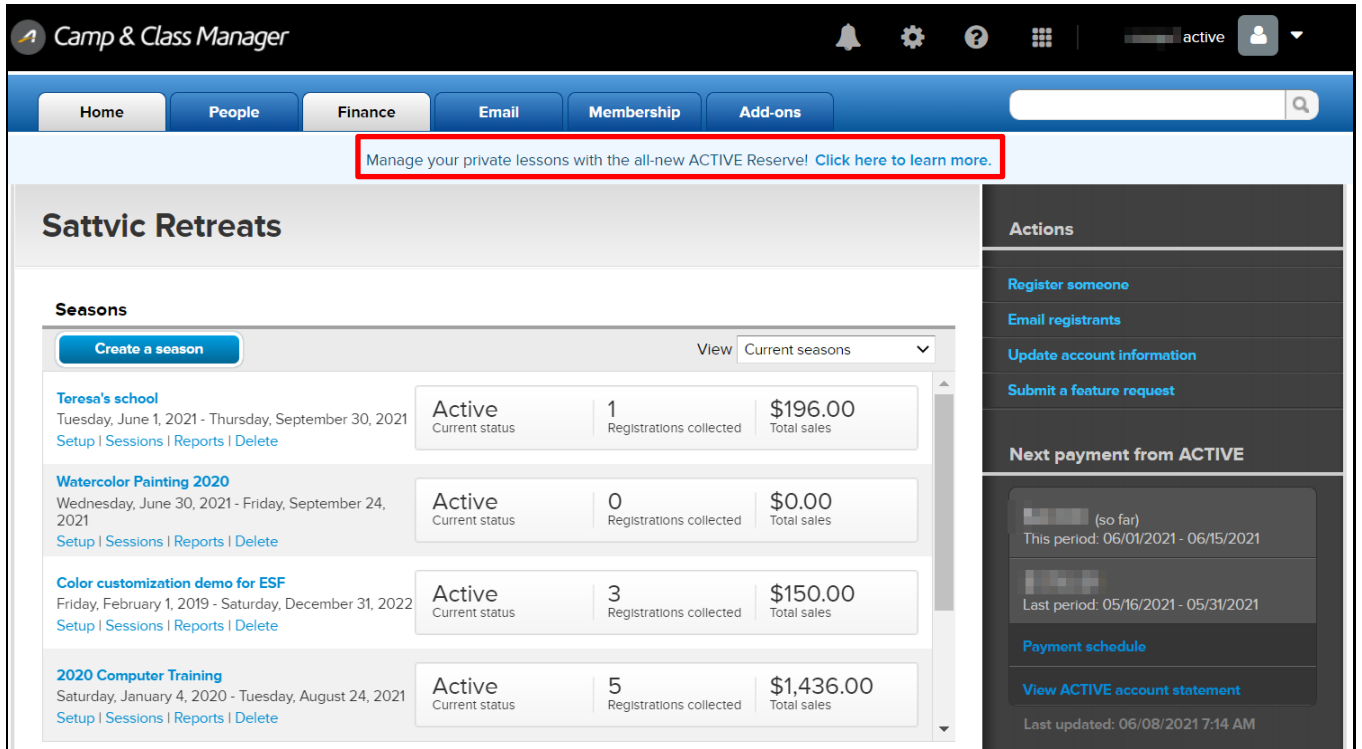 Camp & Class Manager
active
Home People Finance Email Membership Add-ons
Manage your private lessons with the all-new ACTIVE Reserve! Click here to learn more.
Sattvic Retreats
Seasons
Create a season
View Current seasons
Teresa's school
Tuesday, June 1, 2021 - Thursday, September 30, 2021
Setup | Sessions | Reports | Delete
Active
Current status
1
Registrations collected
$196.00
Total sales
Watercolor Painting 2020
Wednesday, June 30, 2021 - Friday, September 24,
2021
Setup | Sessions | Reports | Delete
Active
Current status
0
Registrations collected
$0.00
Total sales
Color customization demo for ESF
Friday, February 1, 2019 - Saturday, December 31, 2022
Setup | Sessions | Reports | Delete
Active
Current status
3
Registrations collected
$150.00
Total sales
2020 Computer Training
Saturday, January 4, 2020 - Tuesday, August 24, 2021
Setup | Sessions | Reports | Delete
Active
Current status
5
Registrations collected
$1,436.00
Total sales
Actions
Register someone
Email registrants
Update account information
Submit a feature request
Next payment from ACTIVE
(so far)
This period: 06/01/2021 - 06/15/2021
Last period: 05/16/2021 - 05/31/2021
Payment schedule
View ACTIVE account statement
Last updated: 06/08/2021 7:14 AM